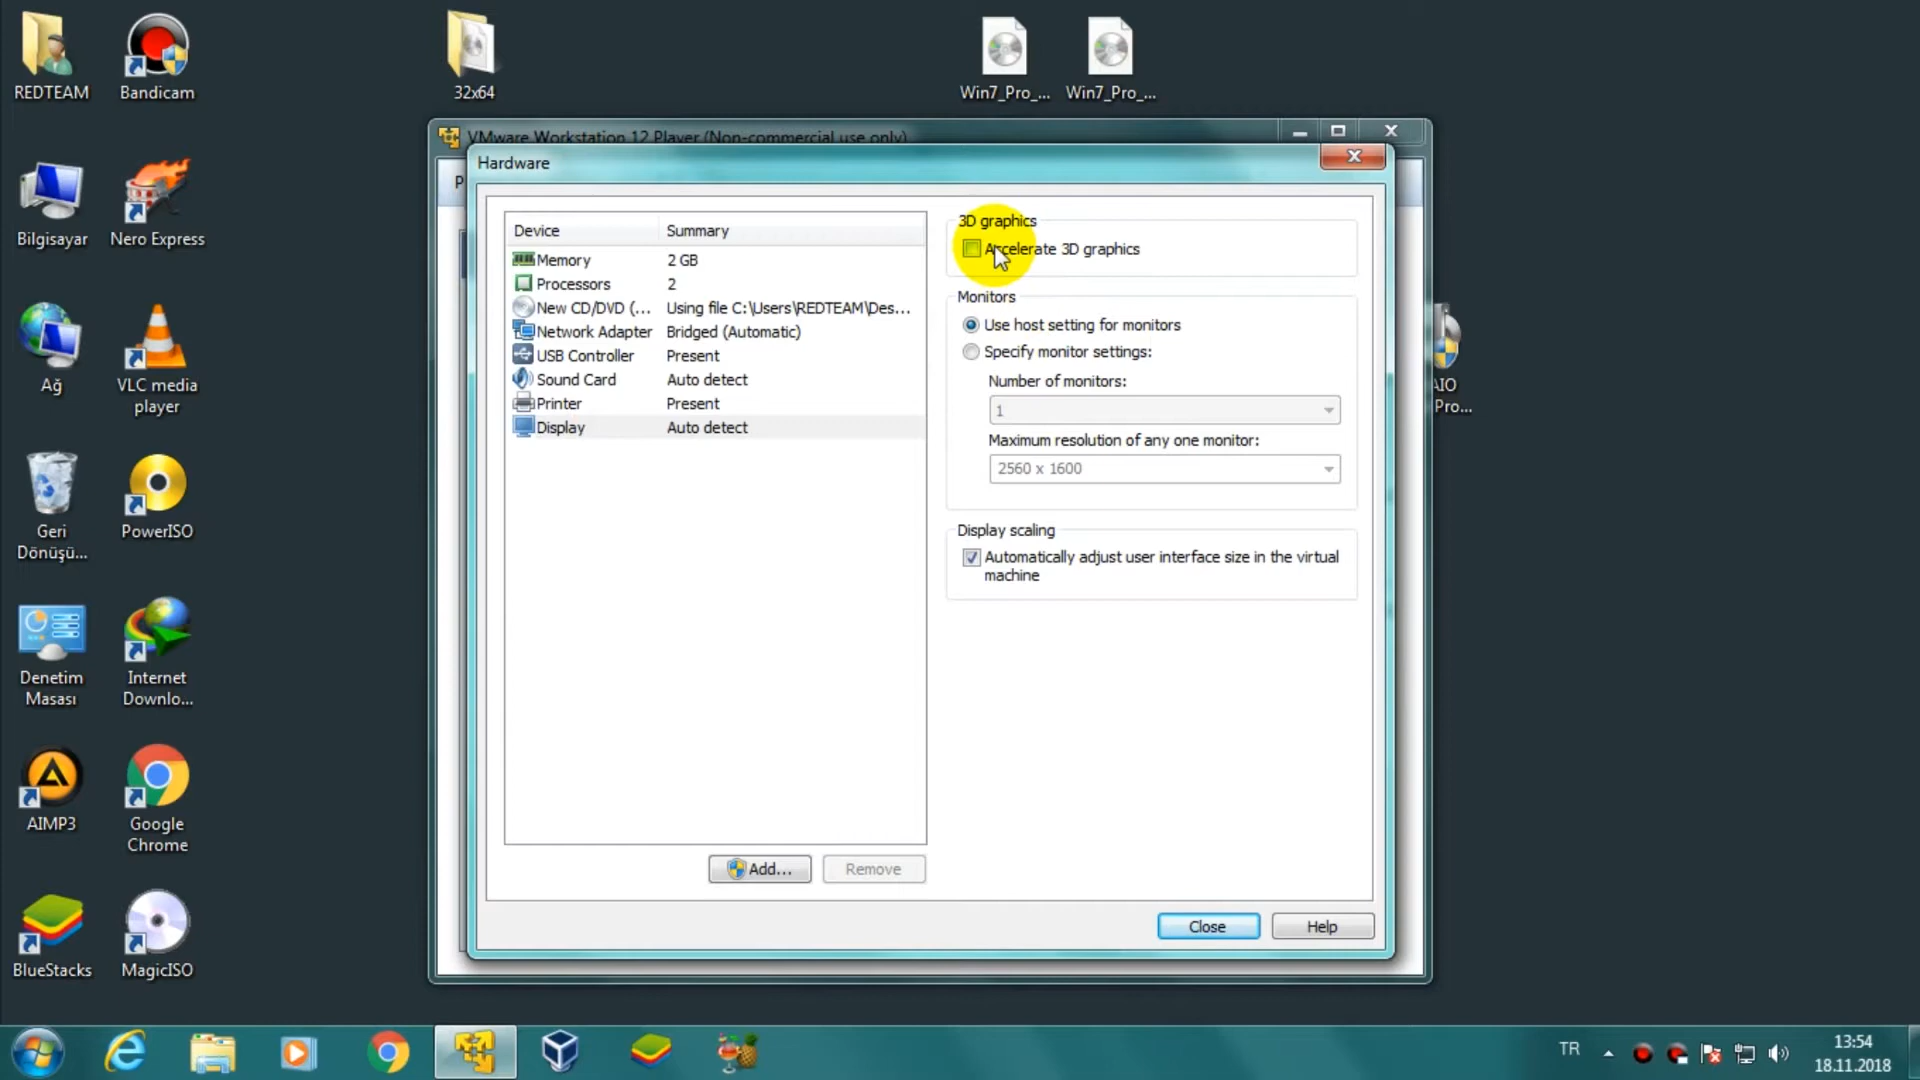 REDTEAM
Bandicam
32x64
Win7_Pro_...
Win7_Pro_...
Bilgisayar
Nero Express
Ağ
VLC media
player
Geri
Dönüşü...
PowerISO
Denetim
Masası
Internet
Downlo...
AIMP3
Google
Chrome
BlueStacks
MagicISO
AIO
Pro...
VMware Workstation 12 Player (Non-commercial use only)
P
Hardware
Device Summary
Memory 2 GB
Processors 2
New CD/DVD (... Using file C:\Users\REDTEAM\Des...
Network Adapter Bridged (Automatic)
USB Controller Present
Sound Card Auto detect
Printer Present
Display Auto detect
Add... Remove
3D graphics
Accelerate 3D graphics
Monitors
Use host setting for monitors
Specify monitor settings:
Number of monitors:
1
Maximum resolution of any one monitor:
2560 x 1600
Display scaling
Automatically adjust user interface size in the virtual
machine
Close Help
TR
13:54
18.11.2018